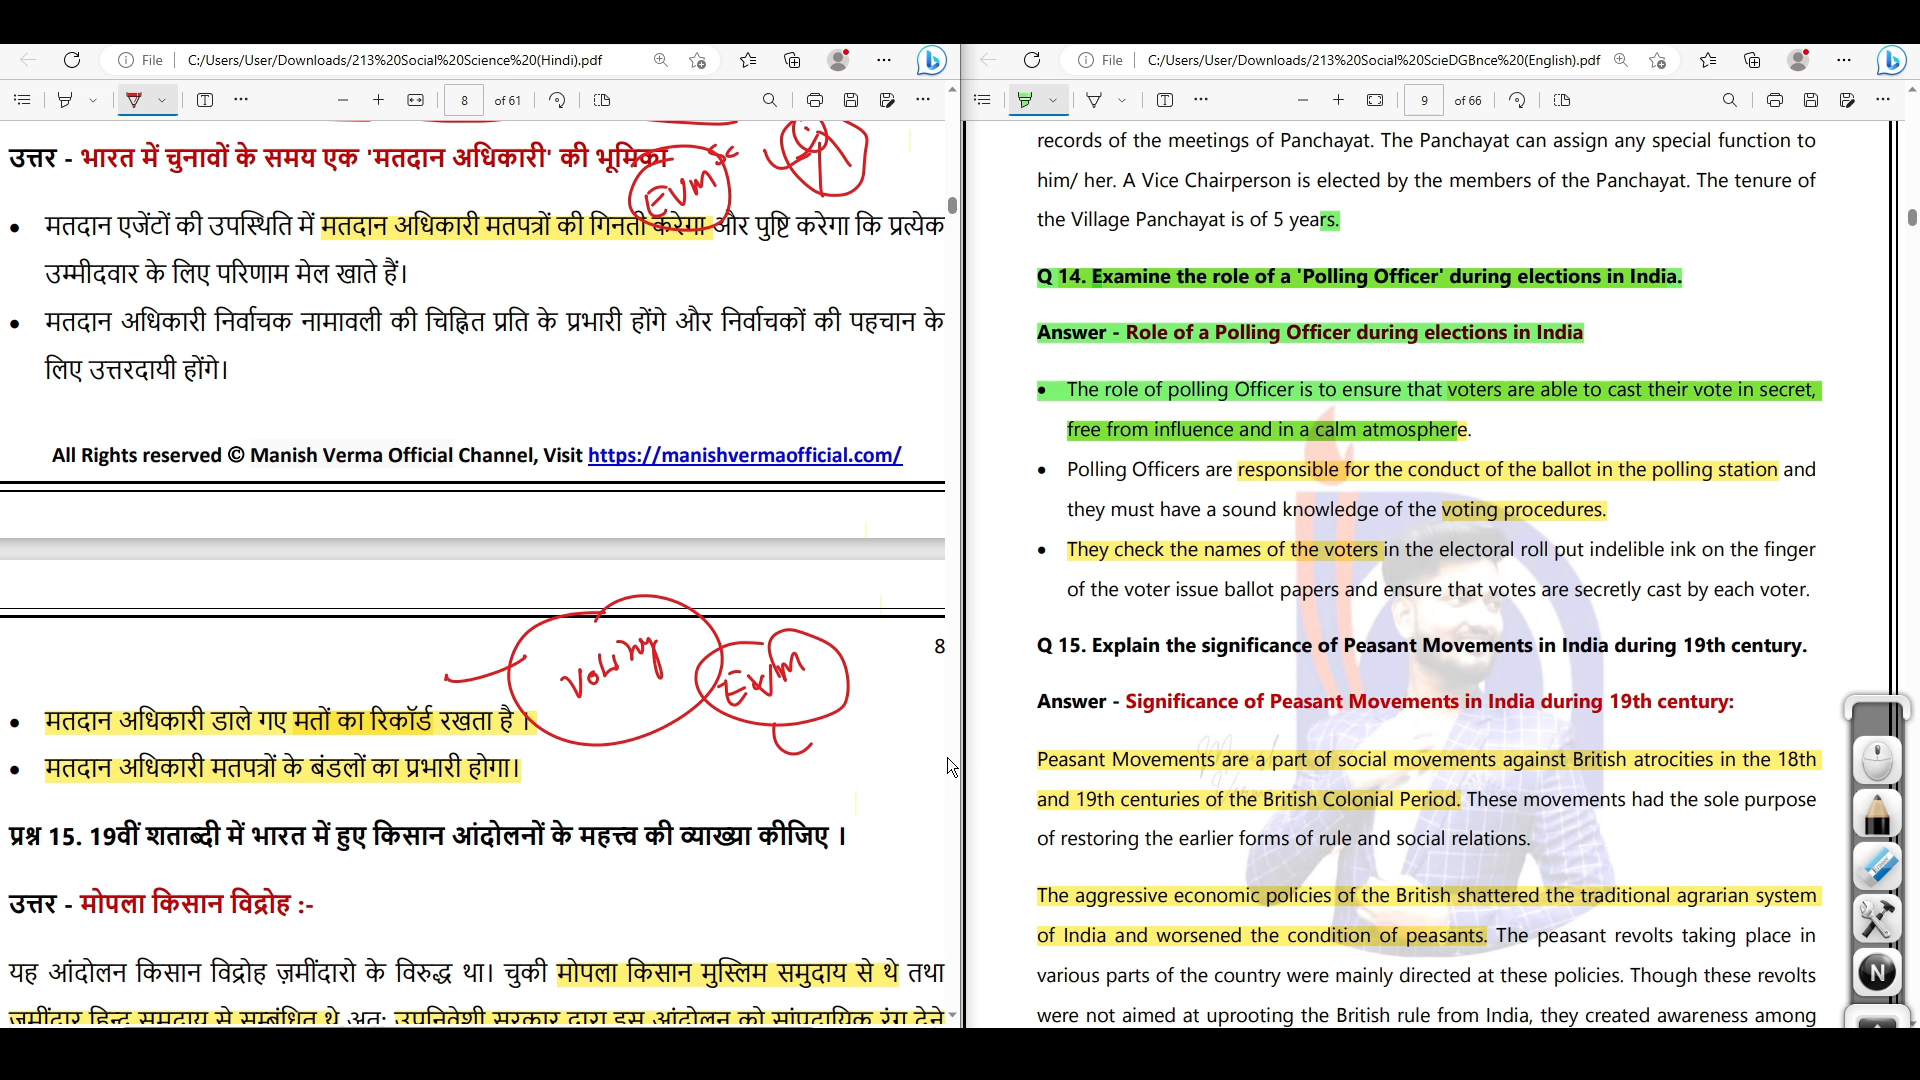 File
C:/Users/User/Downloads/213%20Social%20Science%20(Hindi).pdf
8
of 61
उत्तर - भारत में चुनावों के समय एक 'मतदान अधिकारी' की भूमिका
EVM
• मतदान एजेंटों की उपस्थिति में मतदान अधिकारी मतपत्रों की गिनती करेगा और पुष्टि करेगा कि प्रत्येक
उम्मीदवार के लिए परिणाम मेल खाते हैं।
• मतदान अधिकारी निर्वाचक नामावली की चिह्नित प्रति के प्रभारी होंगे और निर्वाचकों की पहचान के
लिए उत्तरदायी होंगे।
All Rights reserved © Manish Verma Official Channel, Visit https://manishvermaofficial.com/
8
Voting
EVM
• मतदान अधिकारी डाले गए मतों का रिकॉर्ड रखता है ।
• मतदान अधिकारी मतपत्रों के बंडलों का प्रभारी होगा।
प्रश्न 15. 19वीं शताब्दी में भारत में हुए किसान आंदोलनों के महत्त्व की व्याख्या कीजिए ।
उत्तर - मोपला किसान विद्रोह :-
यह आंदोलन किसान विद्रोह ज़मींदारो के विरुद्ध था। चुकी मोपला किसान मुस्लिम समुदाय से थे तथा
जमींदार हिन्दू समुदाय से सम्बंधित थे अतः उपनिवेशी सरकार द्वारा इस आंदोलन को सांप्रदायिक रंग देने
File
C:/Users/User/Downloads/213%20Social%20ScieDGBnce%20(English).pdf
9
of 66
records of the meetings of Panchayat. The Panchayat can assign any special function to
him/ her. A Vice Chairperson is elected by the members of the Panchayat. The tenure of
the Village Panchayat is of 5 years.
Q 14. Examine the role of a 'Polling Officer' during elections in India.
Answer - Role of a Polling Officer during elections in India
• The role of polling Officer is to ensure that voters are able to cast their vote in secret,
free from influence and in a calm atmosphere.
• Polling Officers are responsible for the conduct of the ballot in the polling station and
they must have a sound knowledge of the voting procedures.
• They check the names of the voters in the electoral roll put indelible ink on the finger
of the voter issue ballot papers and ensure that votes are secretly cast by each voter.
Q 15. Explain the significance of Peasant Movements in India during 19th century.
Answer - Significance of Peasant Movements in India during 19th century:
Peasant Movements are a part of social movements against British atrocities in the 18th
and 19th centuries of the British Colonial Period. These movements had the sole purpose
of restoring the earlier forms of rule and social relations.
The aggressive economic policies of the British shattered the traditional agrarian system
of India and worsened the condition of peasants. The peasant revolts taking place in
various parts of the country were mainly directed at these policies. Though these revolts
were not aimed at uprooting the British rule from India, they created awareness among
N